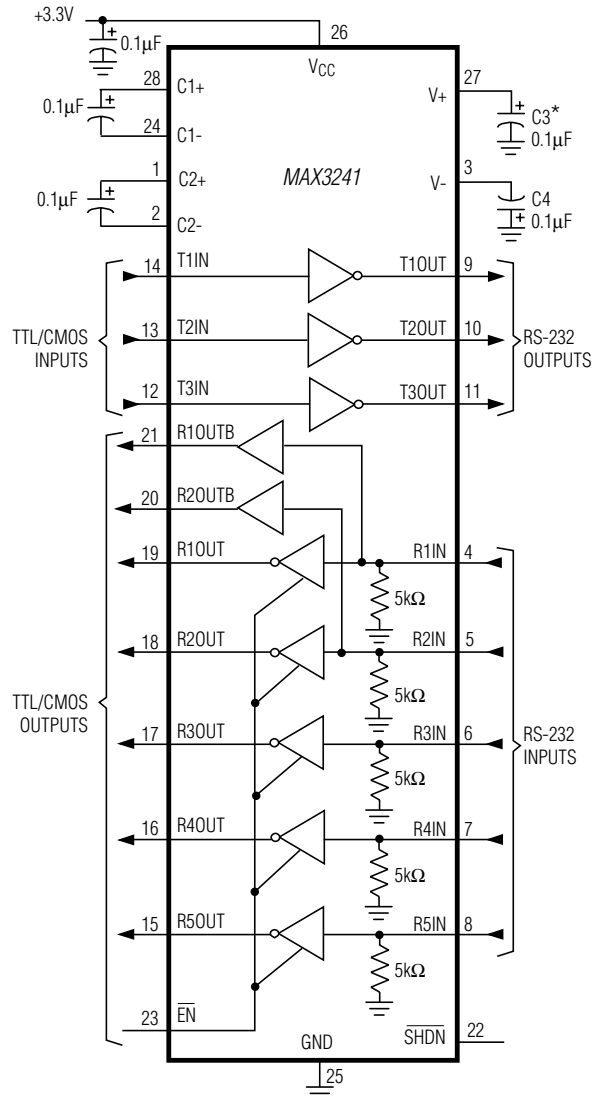 +3.3V
26
0.1µF
VCC
28
C1+
27
V+
0.1µF
C3*
0.1µF
24
C1-
1
C2+
MAX3241
3
V-
0.1µF
C4
0.1µF
2
C2-
14
T1IN
T1OUT
9
TTL/CMOS
INPUTS
13
T2IN
T2OUT
10
RS-232
OUTPUTS
12
T3IN
T3OUT
11
21
R1OUTB
20
R2OUTB
19
R1OUT
R1IN
4
5kΩ
18
R2OUT
R2IN
5
5kΩ
TTL/CMOS
OUTPUTS
17
R3OUT
R3IN
6
RS-232
INPUTS
5kΩ
16
R4OUT
R4IN
7
5kΩ
15
R5OUT
R5IN
8
5kΩ
23
E̅N̅
GND
S̅H̅D̅N̅
22
25